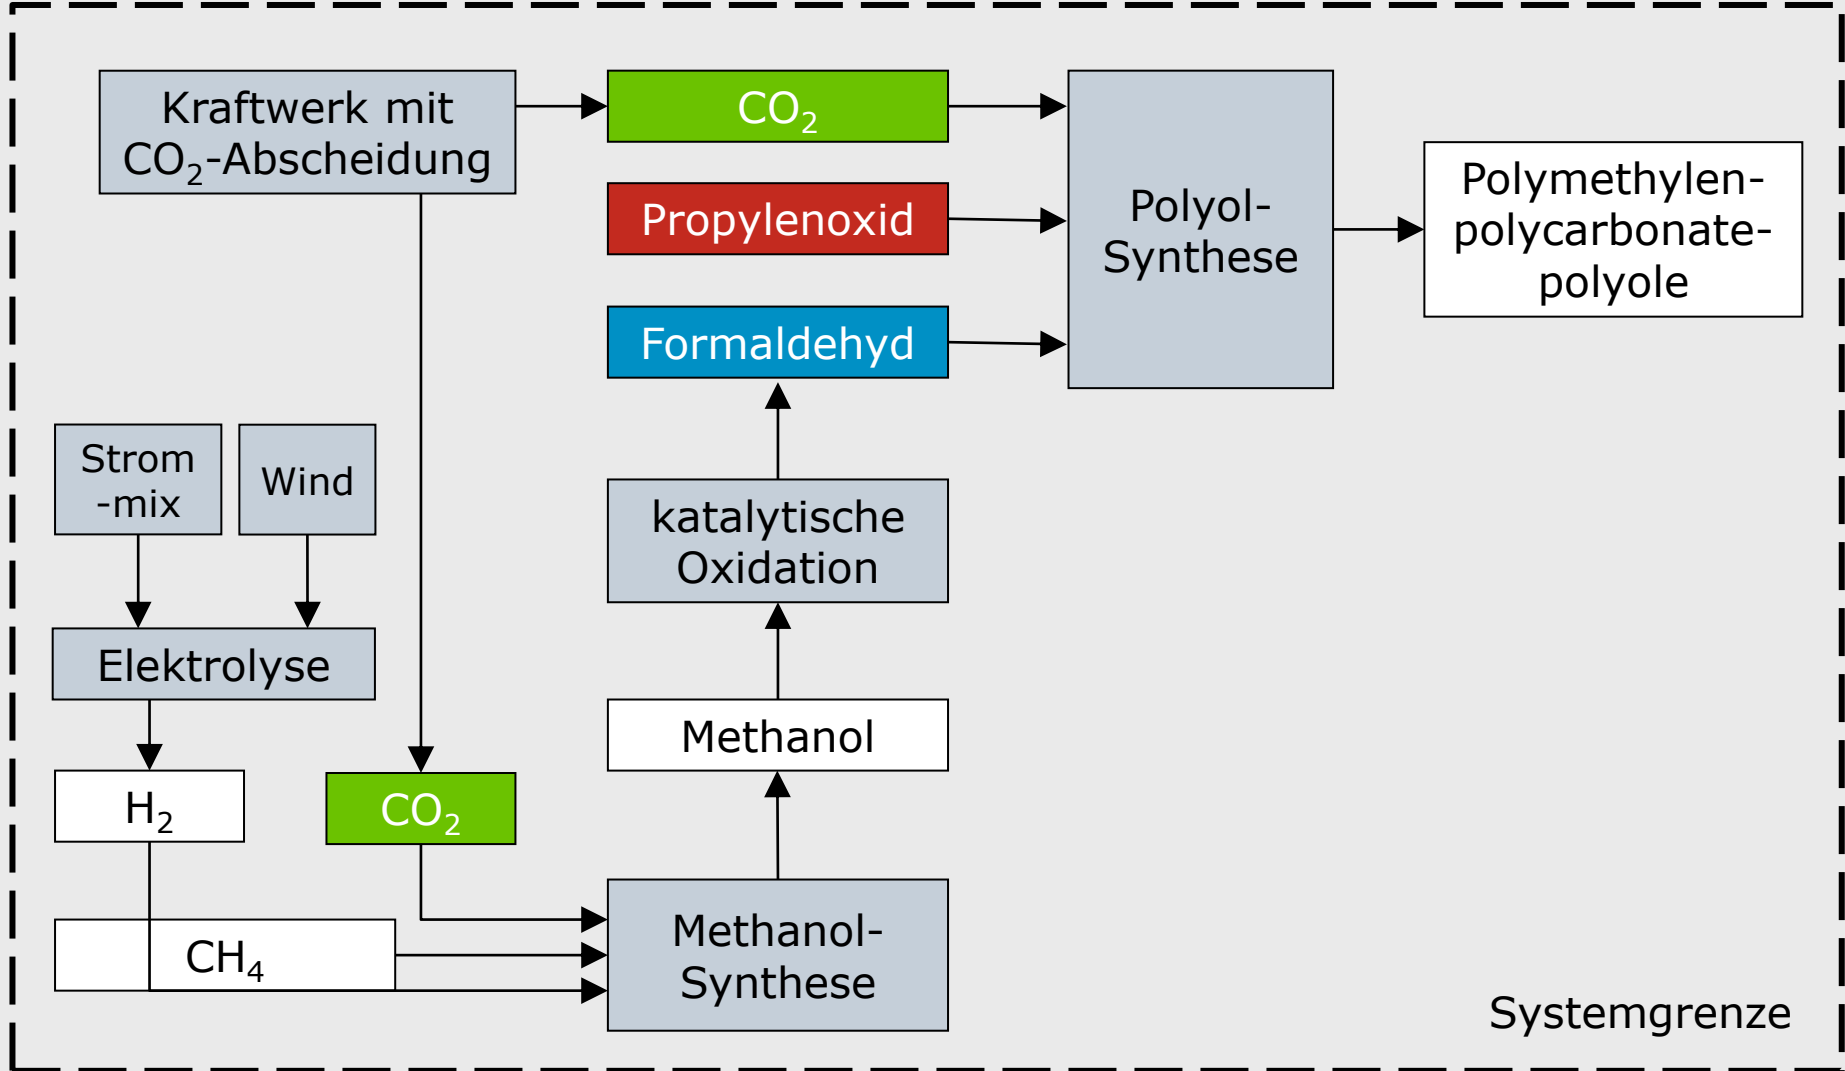 Kraftwerk mit
CO₂-Abscheidung
CO₂
Propylenoxid
Formaldehyd
Polyol-
Synthese
Polymethylen-
polycarbonate-
polyole
Strom
-mix
Wind
katalytische
Oxidation
Elektrolyse
Methanol
H₂
CO₂
CH₄
Methanol-
Synthese
Systemgrenze